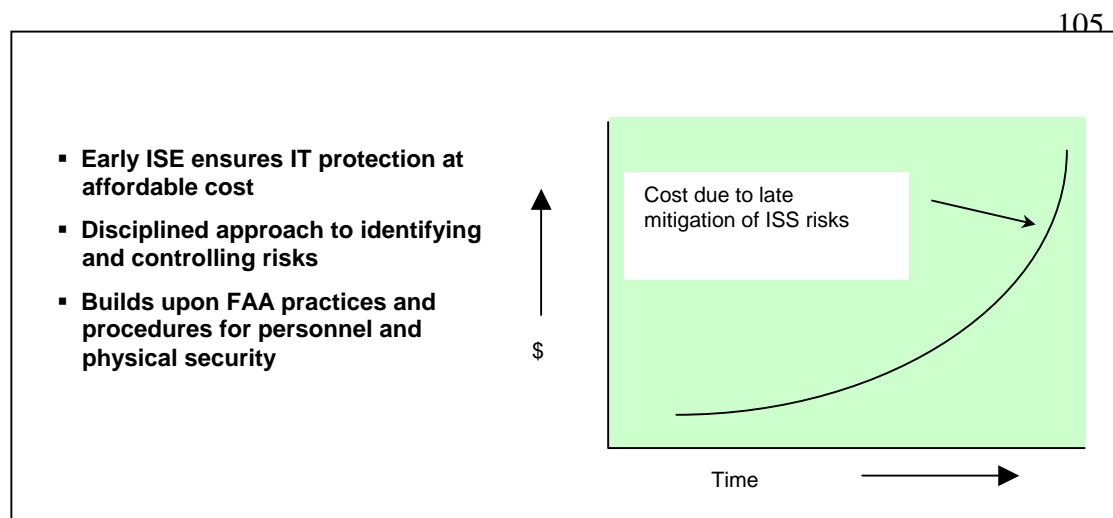 105
▪ Early ISE ensures IT protection at
affordable cost
▪ Disciplined approach to identifying
and controlling risks
▪ Builds upon FAA practices and
procedures for personnel and
physical security
$
Cost due to late
mitigation of ISS risks
Time